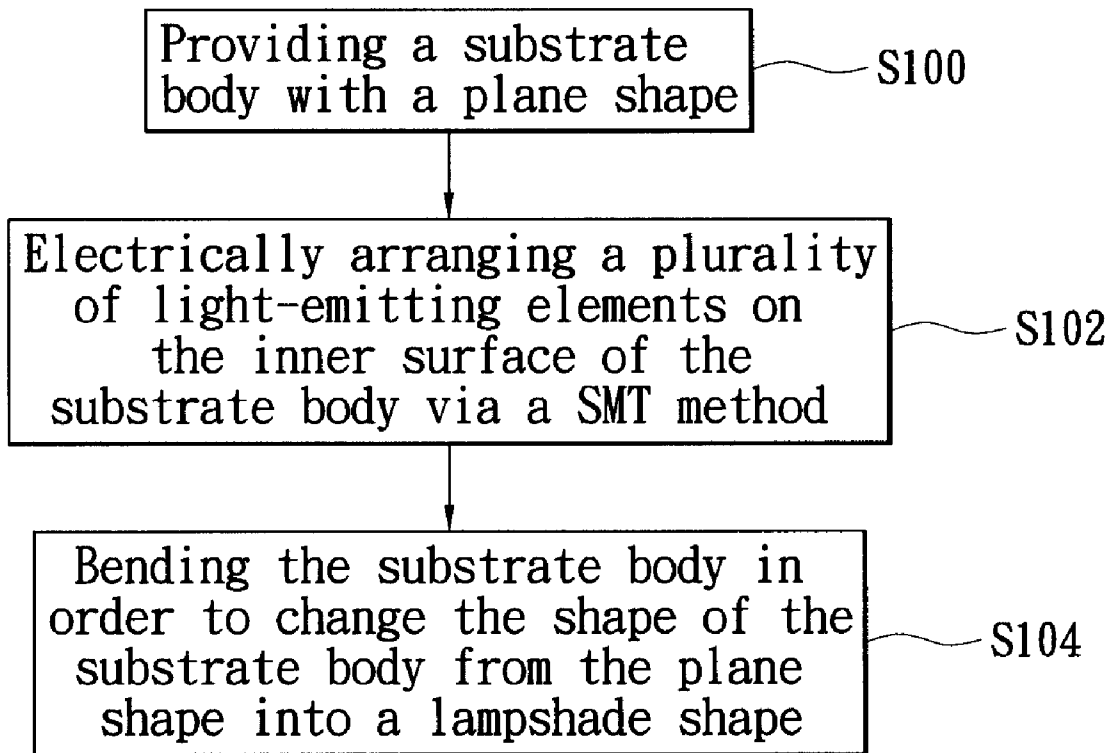 Providing a substrate
body with a plane shape
S100
Electrically arranging a plurality
of light-emitting elements on
the inner surface of the
substrate body via a SMT method
S102
Bending the substrate body in
order to change the shape of the
substrate body from the plane
shape into a lampshade shape
S104